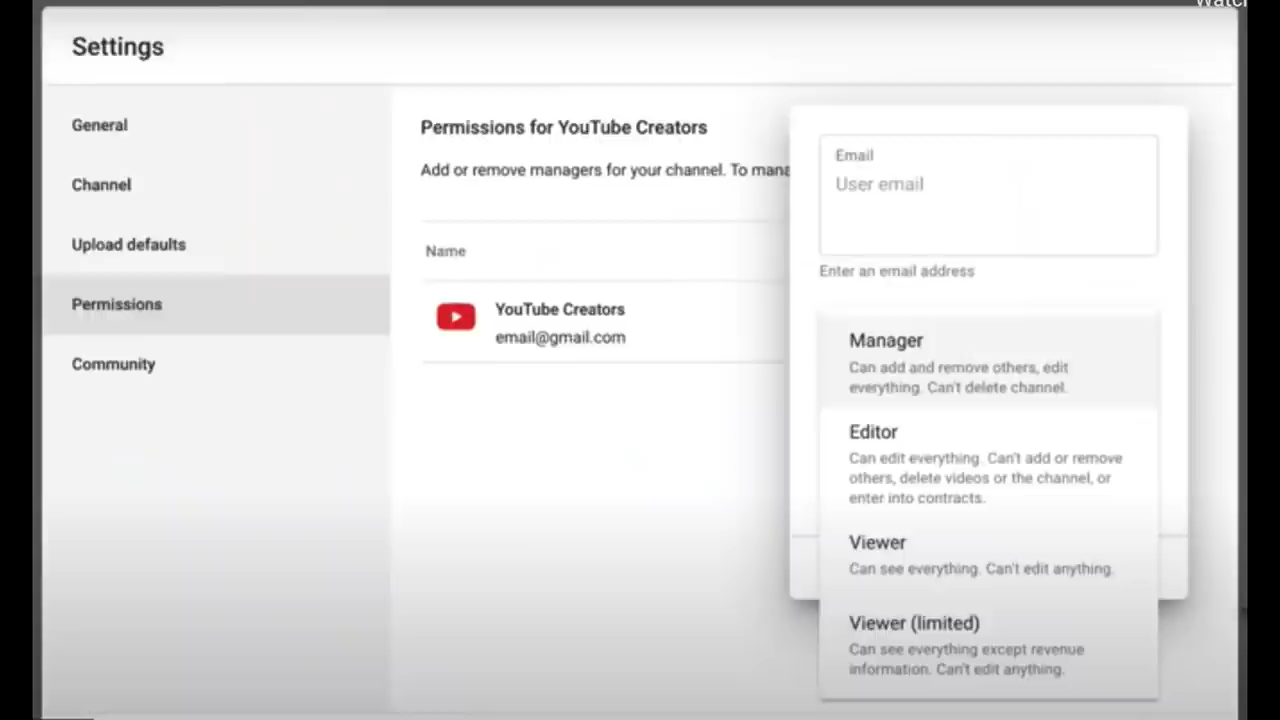 Settings
General
Channel
Upload defaults
Permissions
Community
Permissions for YouTube Creators
Add or remove managers for your channel. To
Name
YouTube Creators
email@gmail.com
Email
User email
Enter an email address
Manager
Can add and remove others, edit
everything. Can't delete channel.
Editor
Can edit everything. Can't add or remove
others, delete videos or the channel, or
enter into contracts.
Viewer
Can see everything. Can't edit anything.
Viewer (limited)
Can see everything except revenue
information. Can't edit anything.